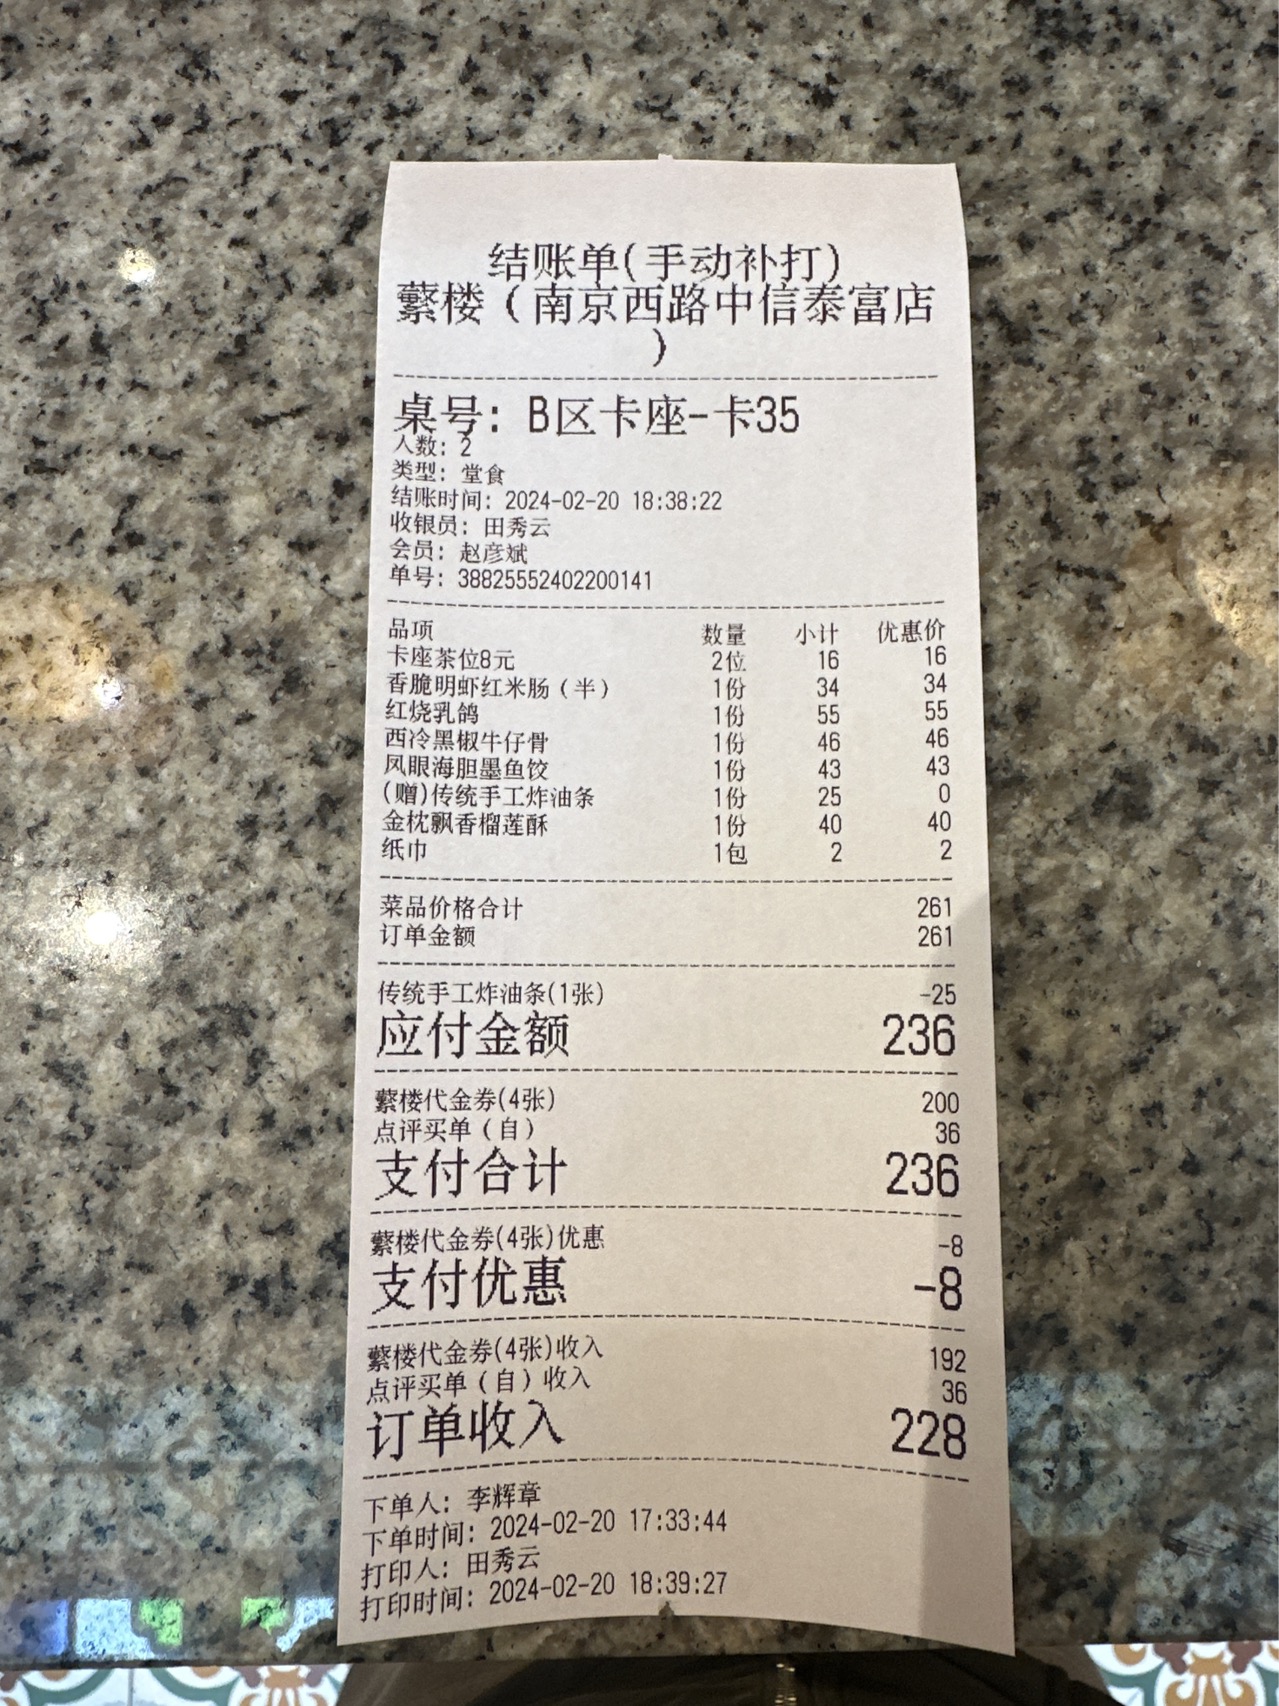 结账单(手动补打)
蘩楼（南京西路中信泰富店
）
桌号: B区卡座-卡35
人数: 2
类型: 堂食
结账时间: 2024-02-20 18:38:22
收银员: 田秀云
会员: 赵彦斌
单号: 38825552402200141
品项 数量 小计 优惠价
卡座茶位8元 2位 16 16
香脆明虾红米肠（半） 1份 34 34
红烧乳鸽 1份 55 55
西冷黑椒牛仔骨 1份 46 46
凤眼海胆墨鱼饺 1份 43 43
(赠)传统手工炸油条 1份 25 0
金枕飘香榴莲酥 1份 40 40
纸巾 1包 2 2
菜品价格合计 261
订单金额 261
传统手工炸油条(1张) -25
应付金额 236
蘩楼代金券(4张) 200
点评买单（自） 36
支付合计 236
蘩楼代金券(4张)优惠 -8
支付优惠 -8
蘩楼代金券(4张)收入 192
点评买单（自）收入 36
订单收入 228
下单人: 李辉章
下单时间: 2024-02-20 17:33:44
打印人: 田秀云
打印时间: 2024-02-20 18:39:27